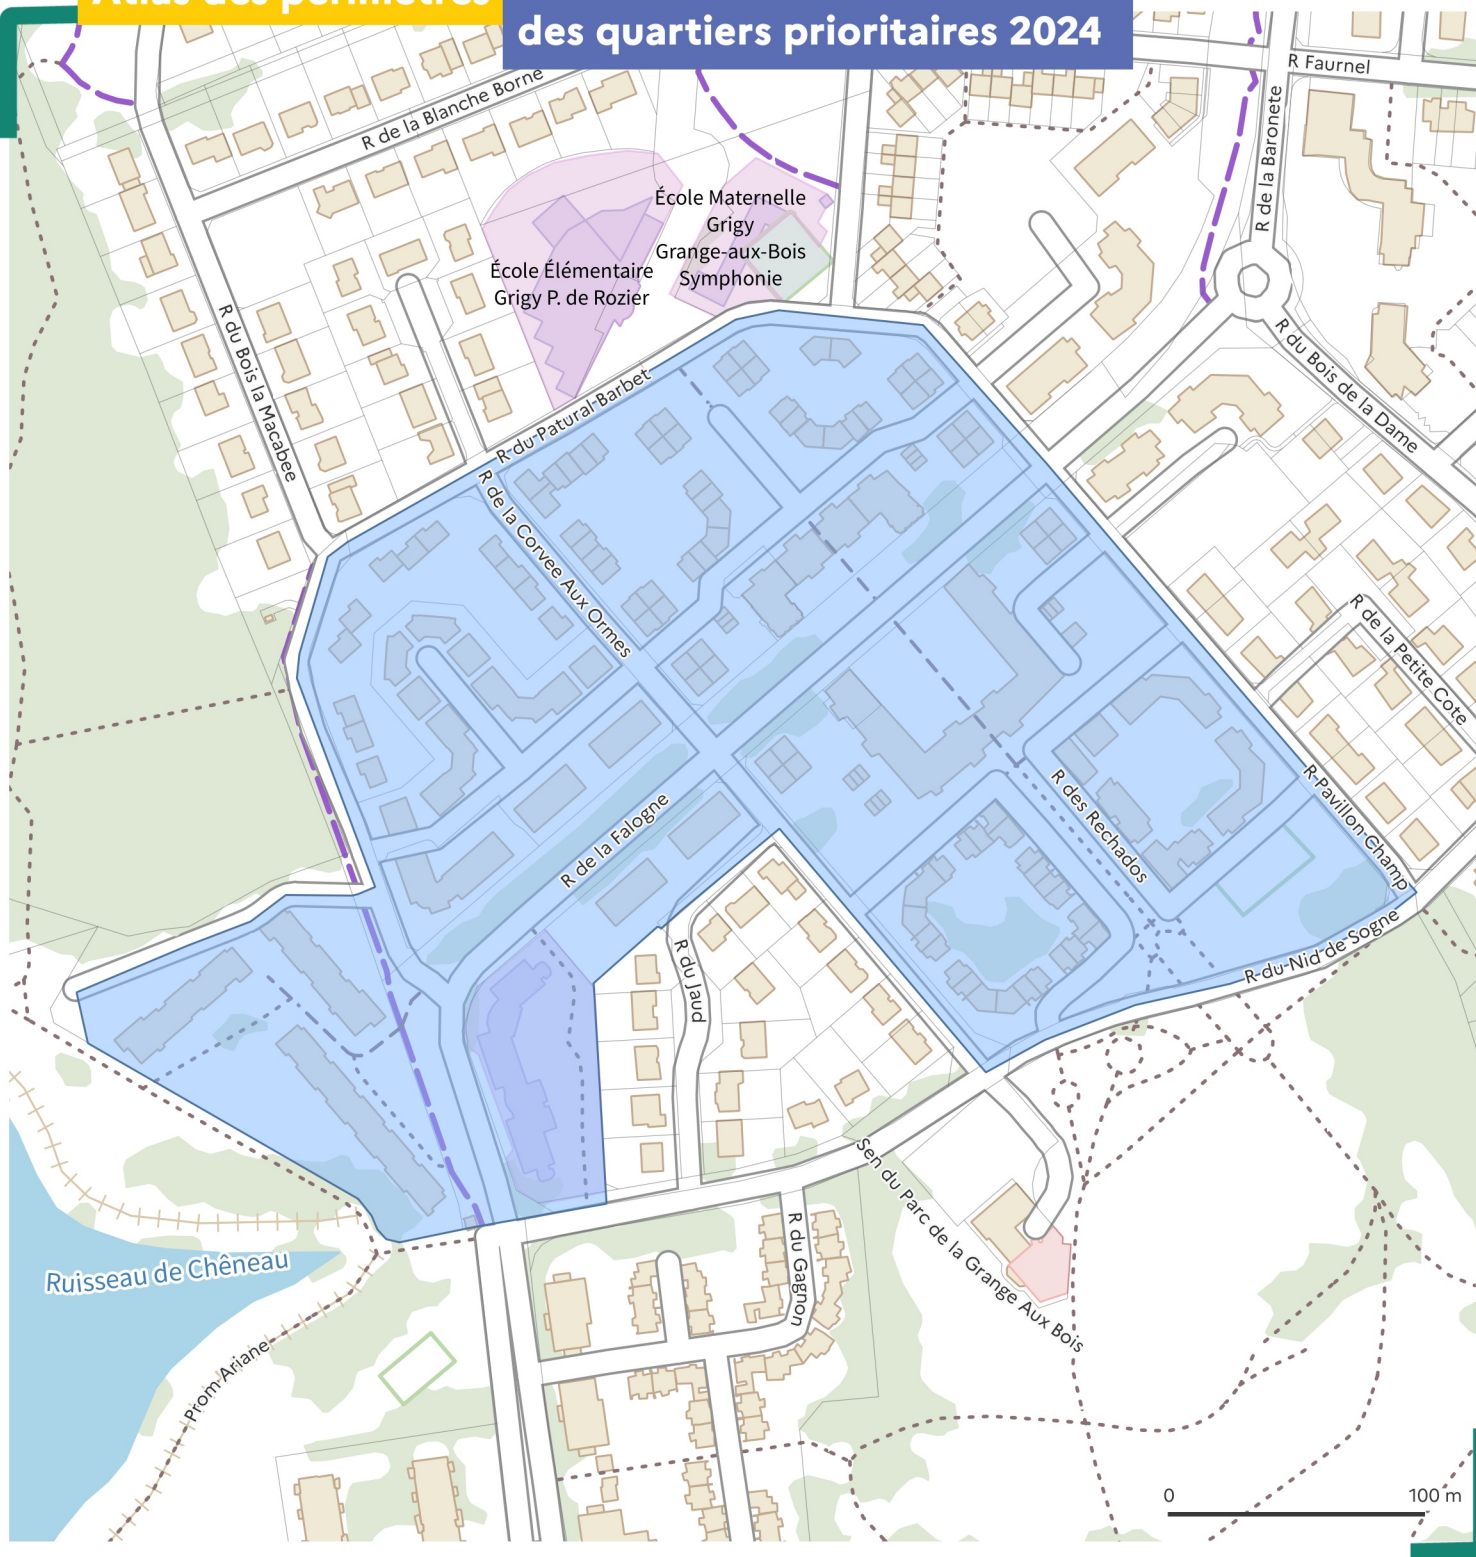 Atlas des périmètres
des quartiers prioritaires 2024
R Faurnel
R de la Blanche Borne
R de la Baronete
École Maternelle
Grigy
Grange-aux-Bois
Symphonie
École Élémentaire
Grigy P. de Rozier
R du Bois la Macabee
R du Bois de la Dame
R du Patural Barbet
R de la Corvee Aux Ormes
R de la Petite Cote
R Pavillon Champ
R des Rechados
R de la Falogne
R du Nid de Sogne
R du Jaud
Sen du Parc de la Grange Aux Bois
R du Gagnon
Ruisseau de Chêneau
Prom Ariane
0 100 m